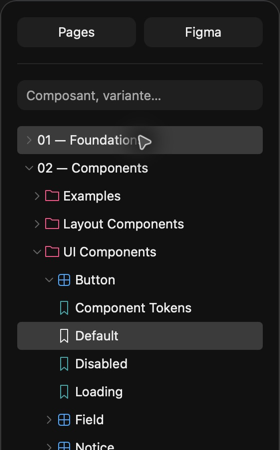 Pages
Figma
Composant, variante...
01 — Foundation
02 — Components
Examples
Layout Components
UI Components
Button
Component Tokens
Default
Disabled
Loading
Field
Notice